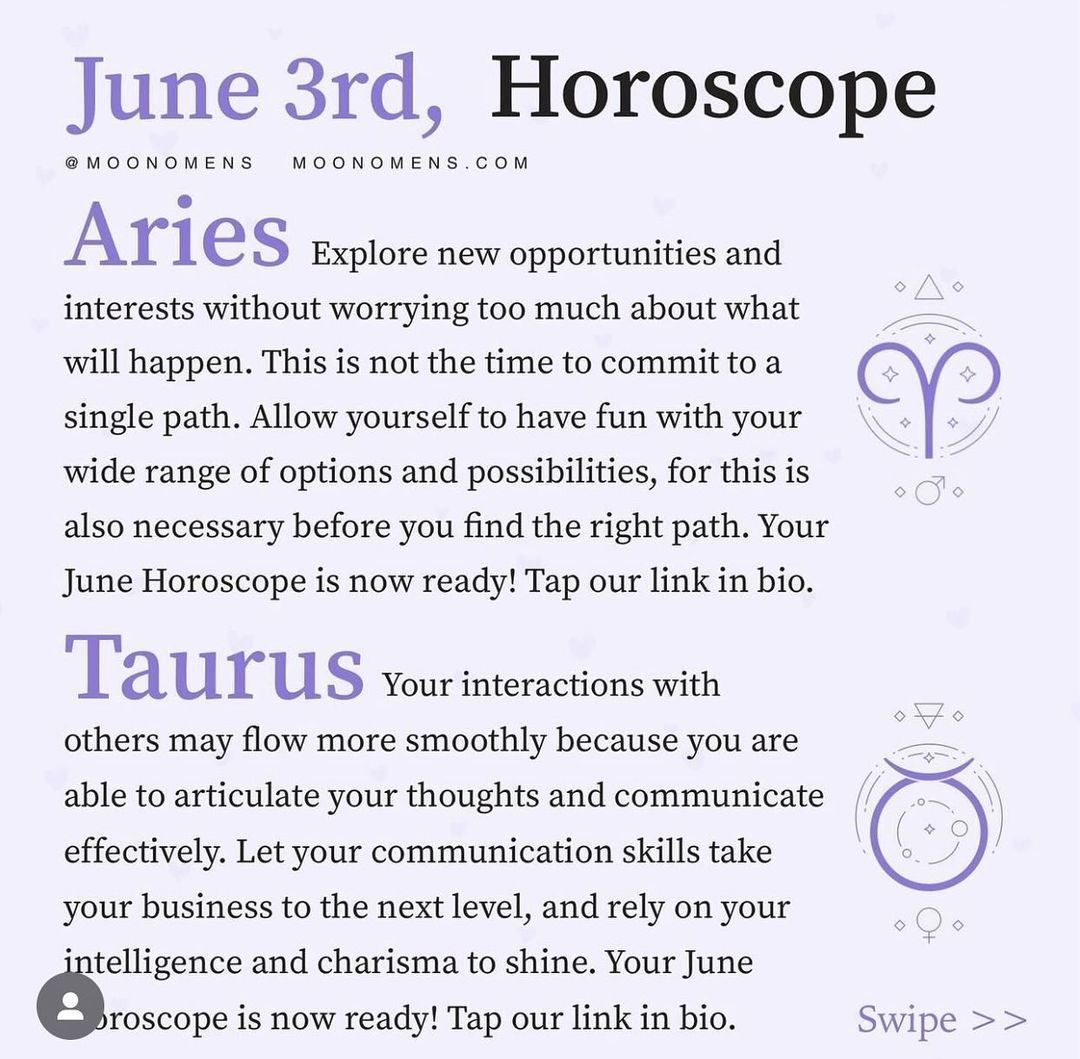 June 3rd, Horoscope
@MOONOMENS MOONOMENS.COM
Aries Explore new opportunities and
interests without worrying too much about what
will happen. This is not the time to commit to a
single path. Allow yourself to have fun with your
wide range of options and possibilities, for this is
also necessary before you find the right path. Your
June Horoscope is now ready! Tap our link in bio.
Taurus Your interactions with
others may flow more smoothly because you are
able to articulate your thoughts and communicate
effectively. Let your communication skills take
your business to the next level, and rely on your
intelligence and charisma to shine. Your June
oroscope is now ready! Tap our link in bio.
Swipe >>